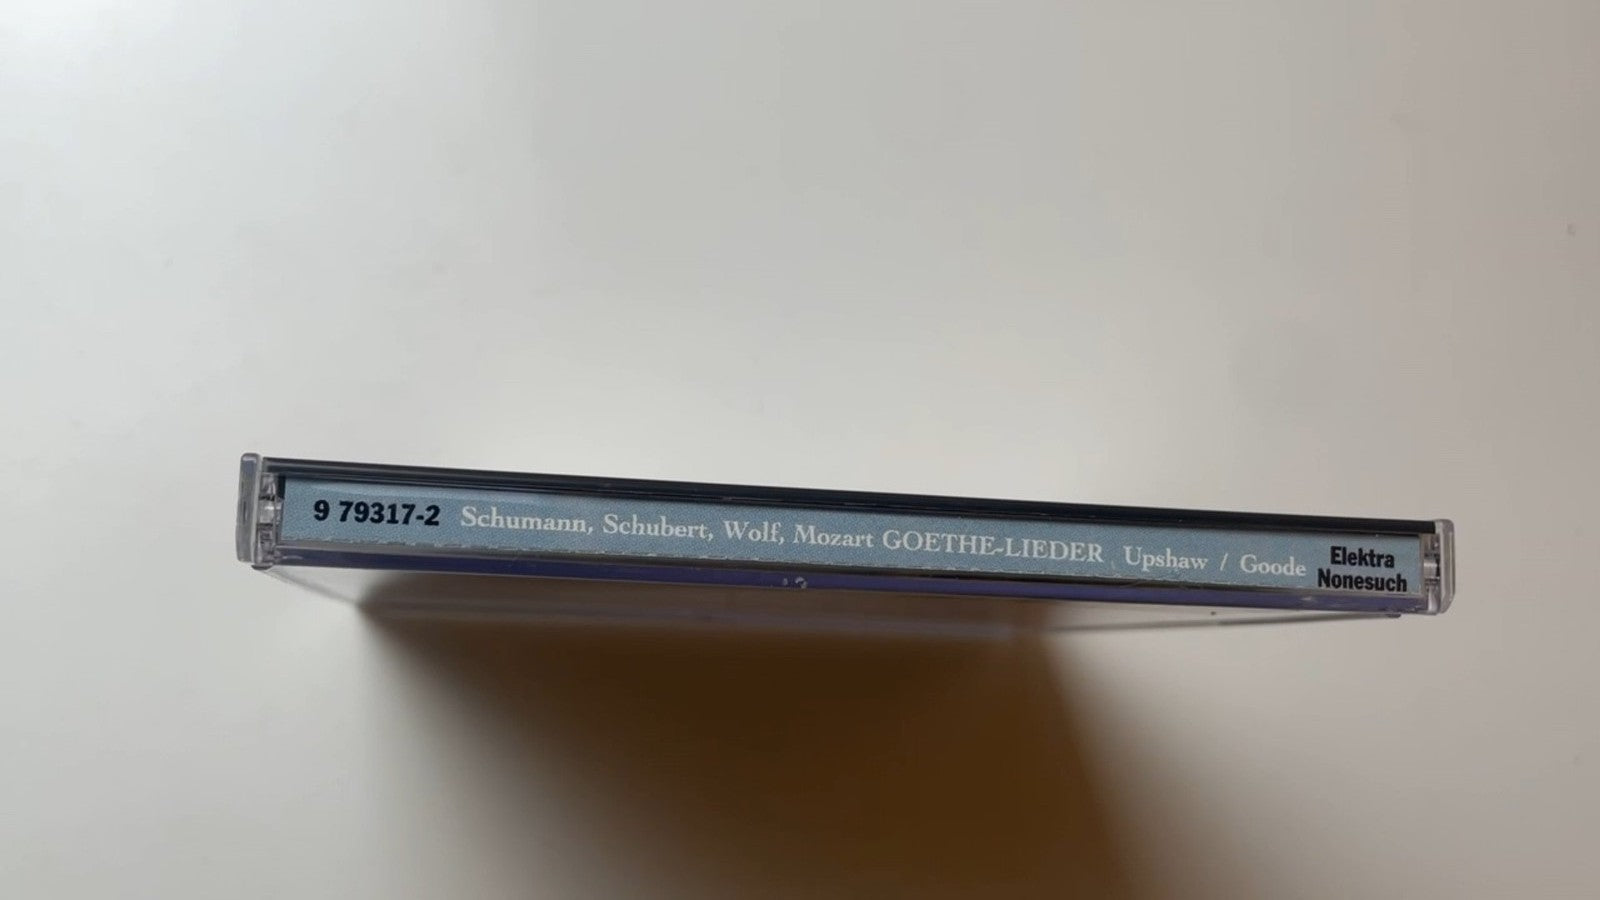 9 79317-2 Schumann, Schubert, Wolf, Mozart GOETHE-LIEDER Upshaw / Goode
Elektra
Nonesuch